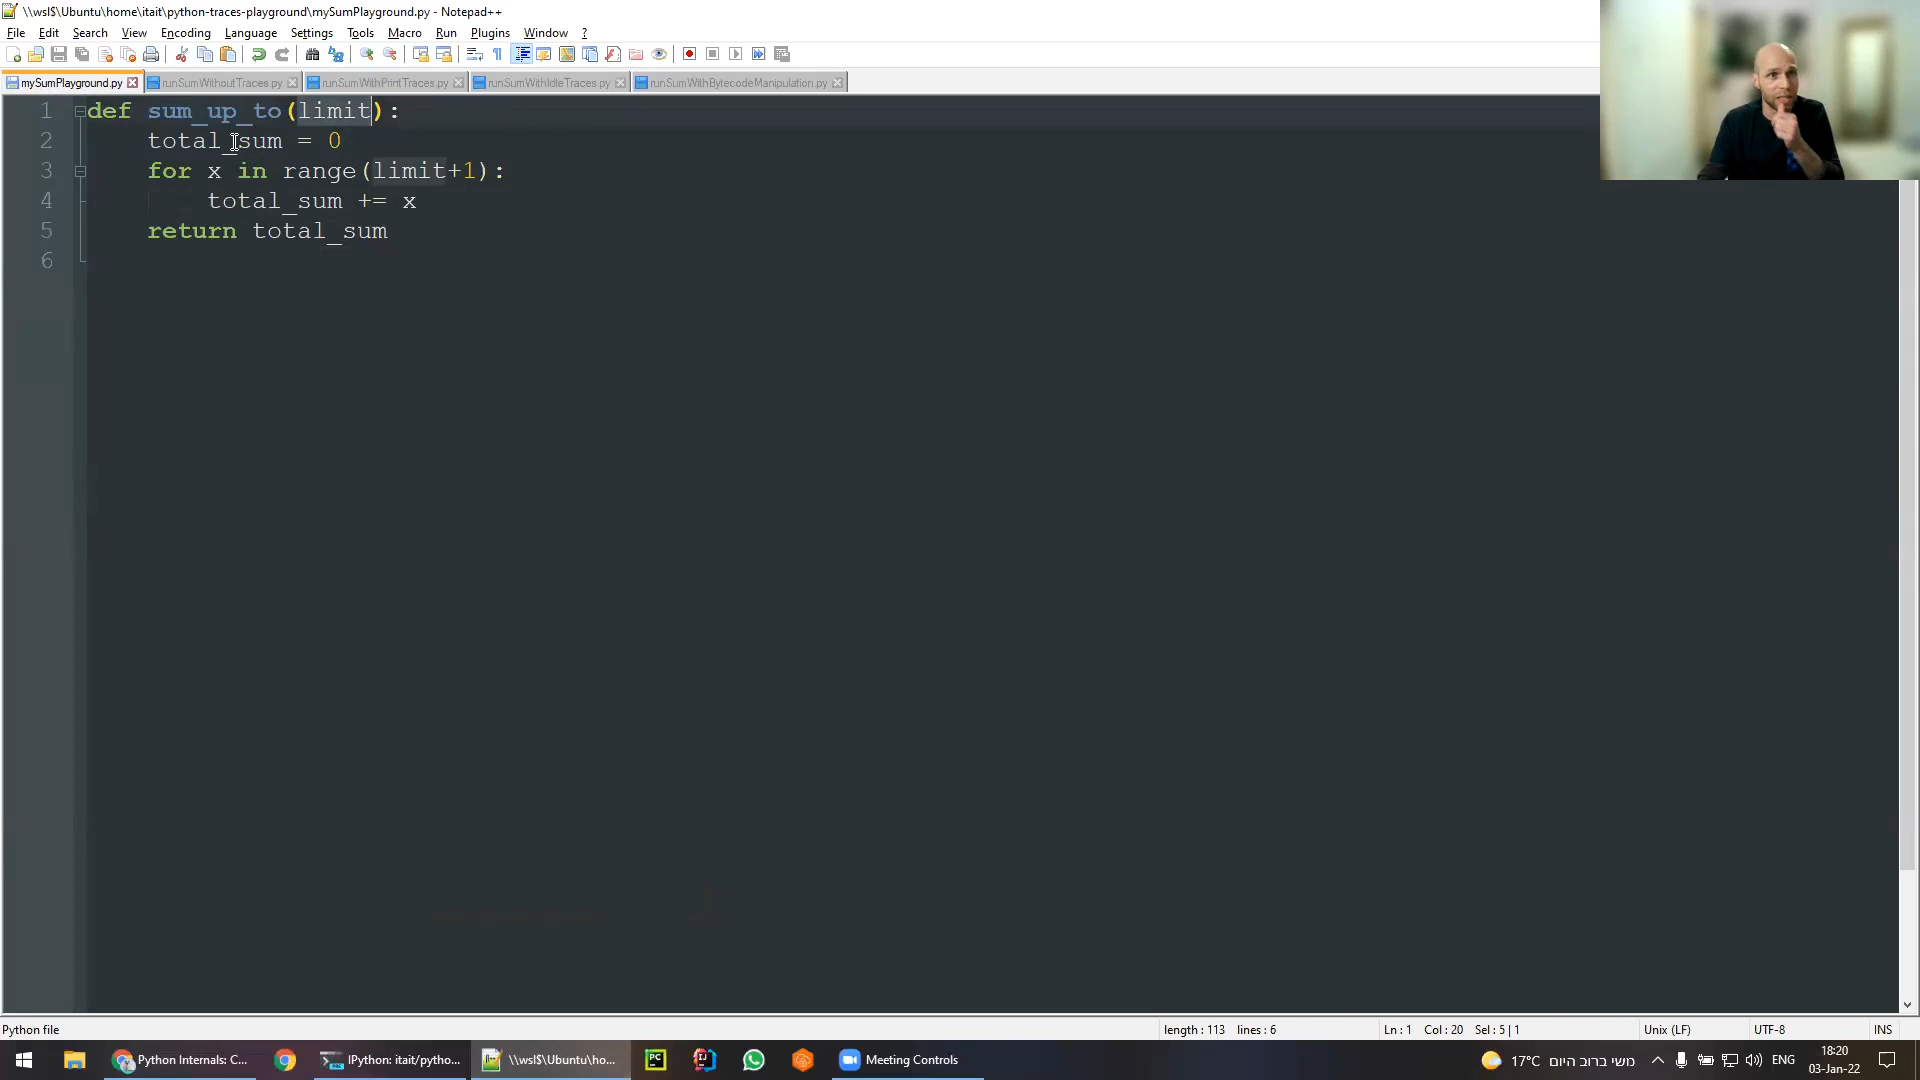 \\wsl$\Ubuntu\home\itait\python-traces-playground\mySumPlayground.py - Notepad++
File Edit Search View Encoding Language Settings Tools Macro Run Plugins Window ?
mySumPlayground.py runSumWithoutTraces.py runSumWithPrintTraces.py runSumWithIdleTraces.py runSumWithBytecodeManipulation.py
1 def sum_up_to(limit):
2 total_sum = 0
3 for x in range(limit+1):
4 total_sum += x
5 return total_sum
6
Python file length : 113 lines : 6 Ln : 1 Col : 20 Sel : 5 | 1 Unix (LF) UTF-8 INS
Python Internals: C... IPython: itait/pytho... \\wsl$\Ubuntu\ho... PC IJ Meeting Controls 17°C משי ברוב היום ENG 18:20
03-Jan-22